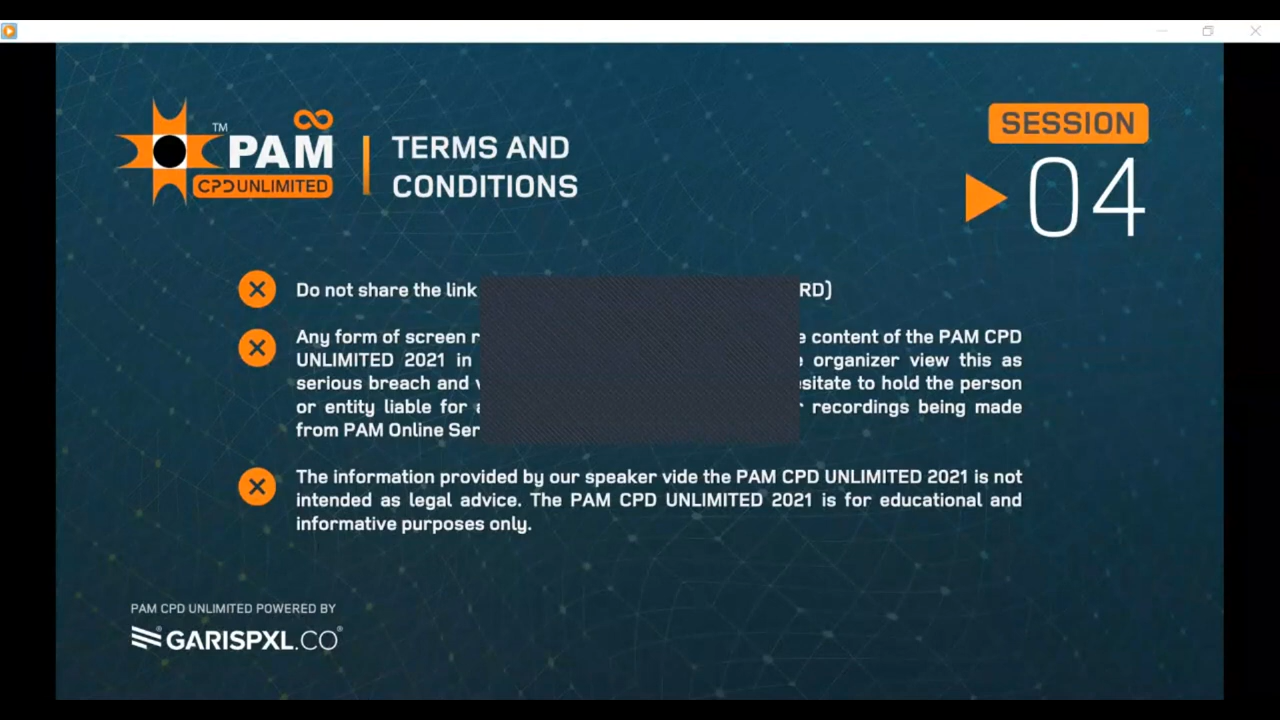 TM
PAM
CPD UNLIMITED
TERMS AND
CONDITIONS
SESSION
04
Do not share the link RD)
Any form of screen content of the PAM CPD
UNLIMITED 2021 in organizer view this as
serious breach and to hold the person
or entity liable for recordings being made
from PAM Online
The information provided by our speaker vide the PAM CPD UNLIMITED 2021 is not
intended as legal advice. The PAM CPD UNLIMITED 2021 is for educational and
informative purposes only.
PAM CPD UNLIMITED POWERED BY
GARISPXL.CO®